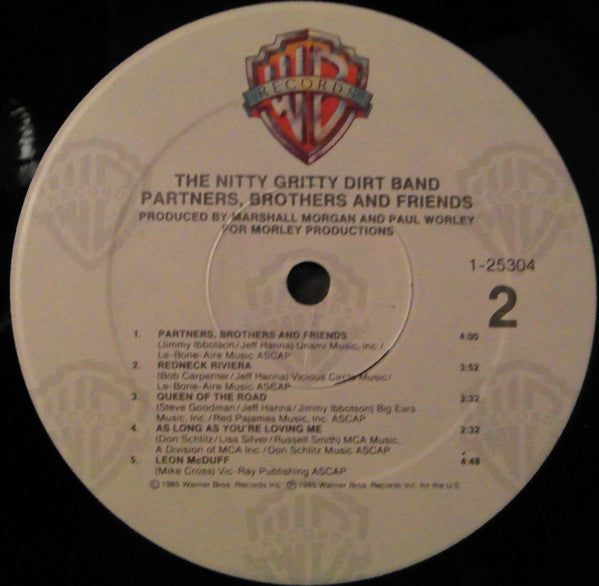 WB
RECORDS
THE NITTY GRITTY DIRT BAND
PARTNERS, BROTHERS AND FRIENDS
PRODUCED BY MARSHALL MORGAN AND PAUL WORLEY
FOR MORLEY PRODUCTIONS
1-25304
2
1. PARTNERS, BROTHERS AND FRIENDS 4:00
(Jimmy Ibbotson/Jeff Hanna) Unami Music, Inc./
Le-Bone-Aire Music ASCAP
2. REDNECK RIVIERA 3:52
(Bob Carpenter/Jeff Hanna) Vicious Circle Music/
Le-Bone-Aire Music ASCAP
3. QUEEN OF THE ROAD 3:32
(Steve Goodman/Jeff Hanna/Jimmy Ibbotson) Big Ears
Music, Inc./Red Pajamas Music, Inc. ASCAP
4. AS LONG AS YOU'RE LOVING ME 2:32
(Don Schlitz/Lisa Silver/Russell Smith) MCA Music,
A Division of MCA Inc./Don Schlitz Music ASCAP
5. LEON McDUFF 4:48
(Mike Cross) Vic-Ray Publishing ASCAP
© 1985 Warner Bros. Records Inc. ℗ 1985 Warner Bros. Records Inc. for the U.S.